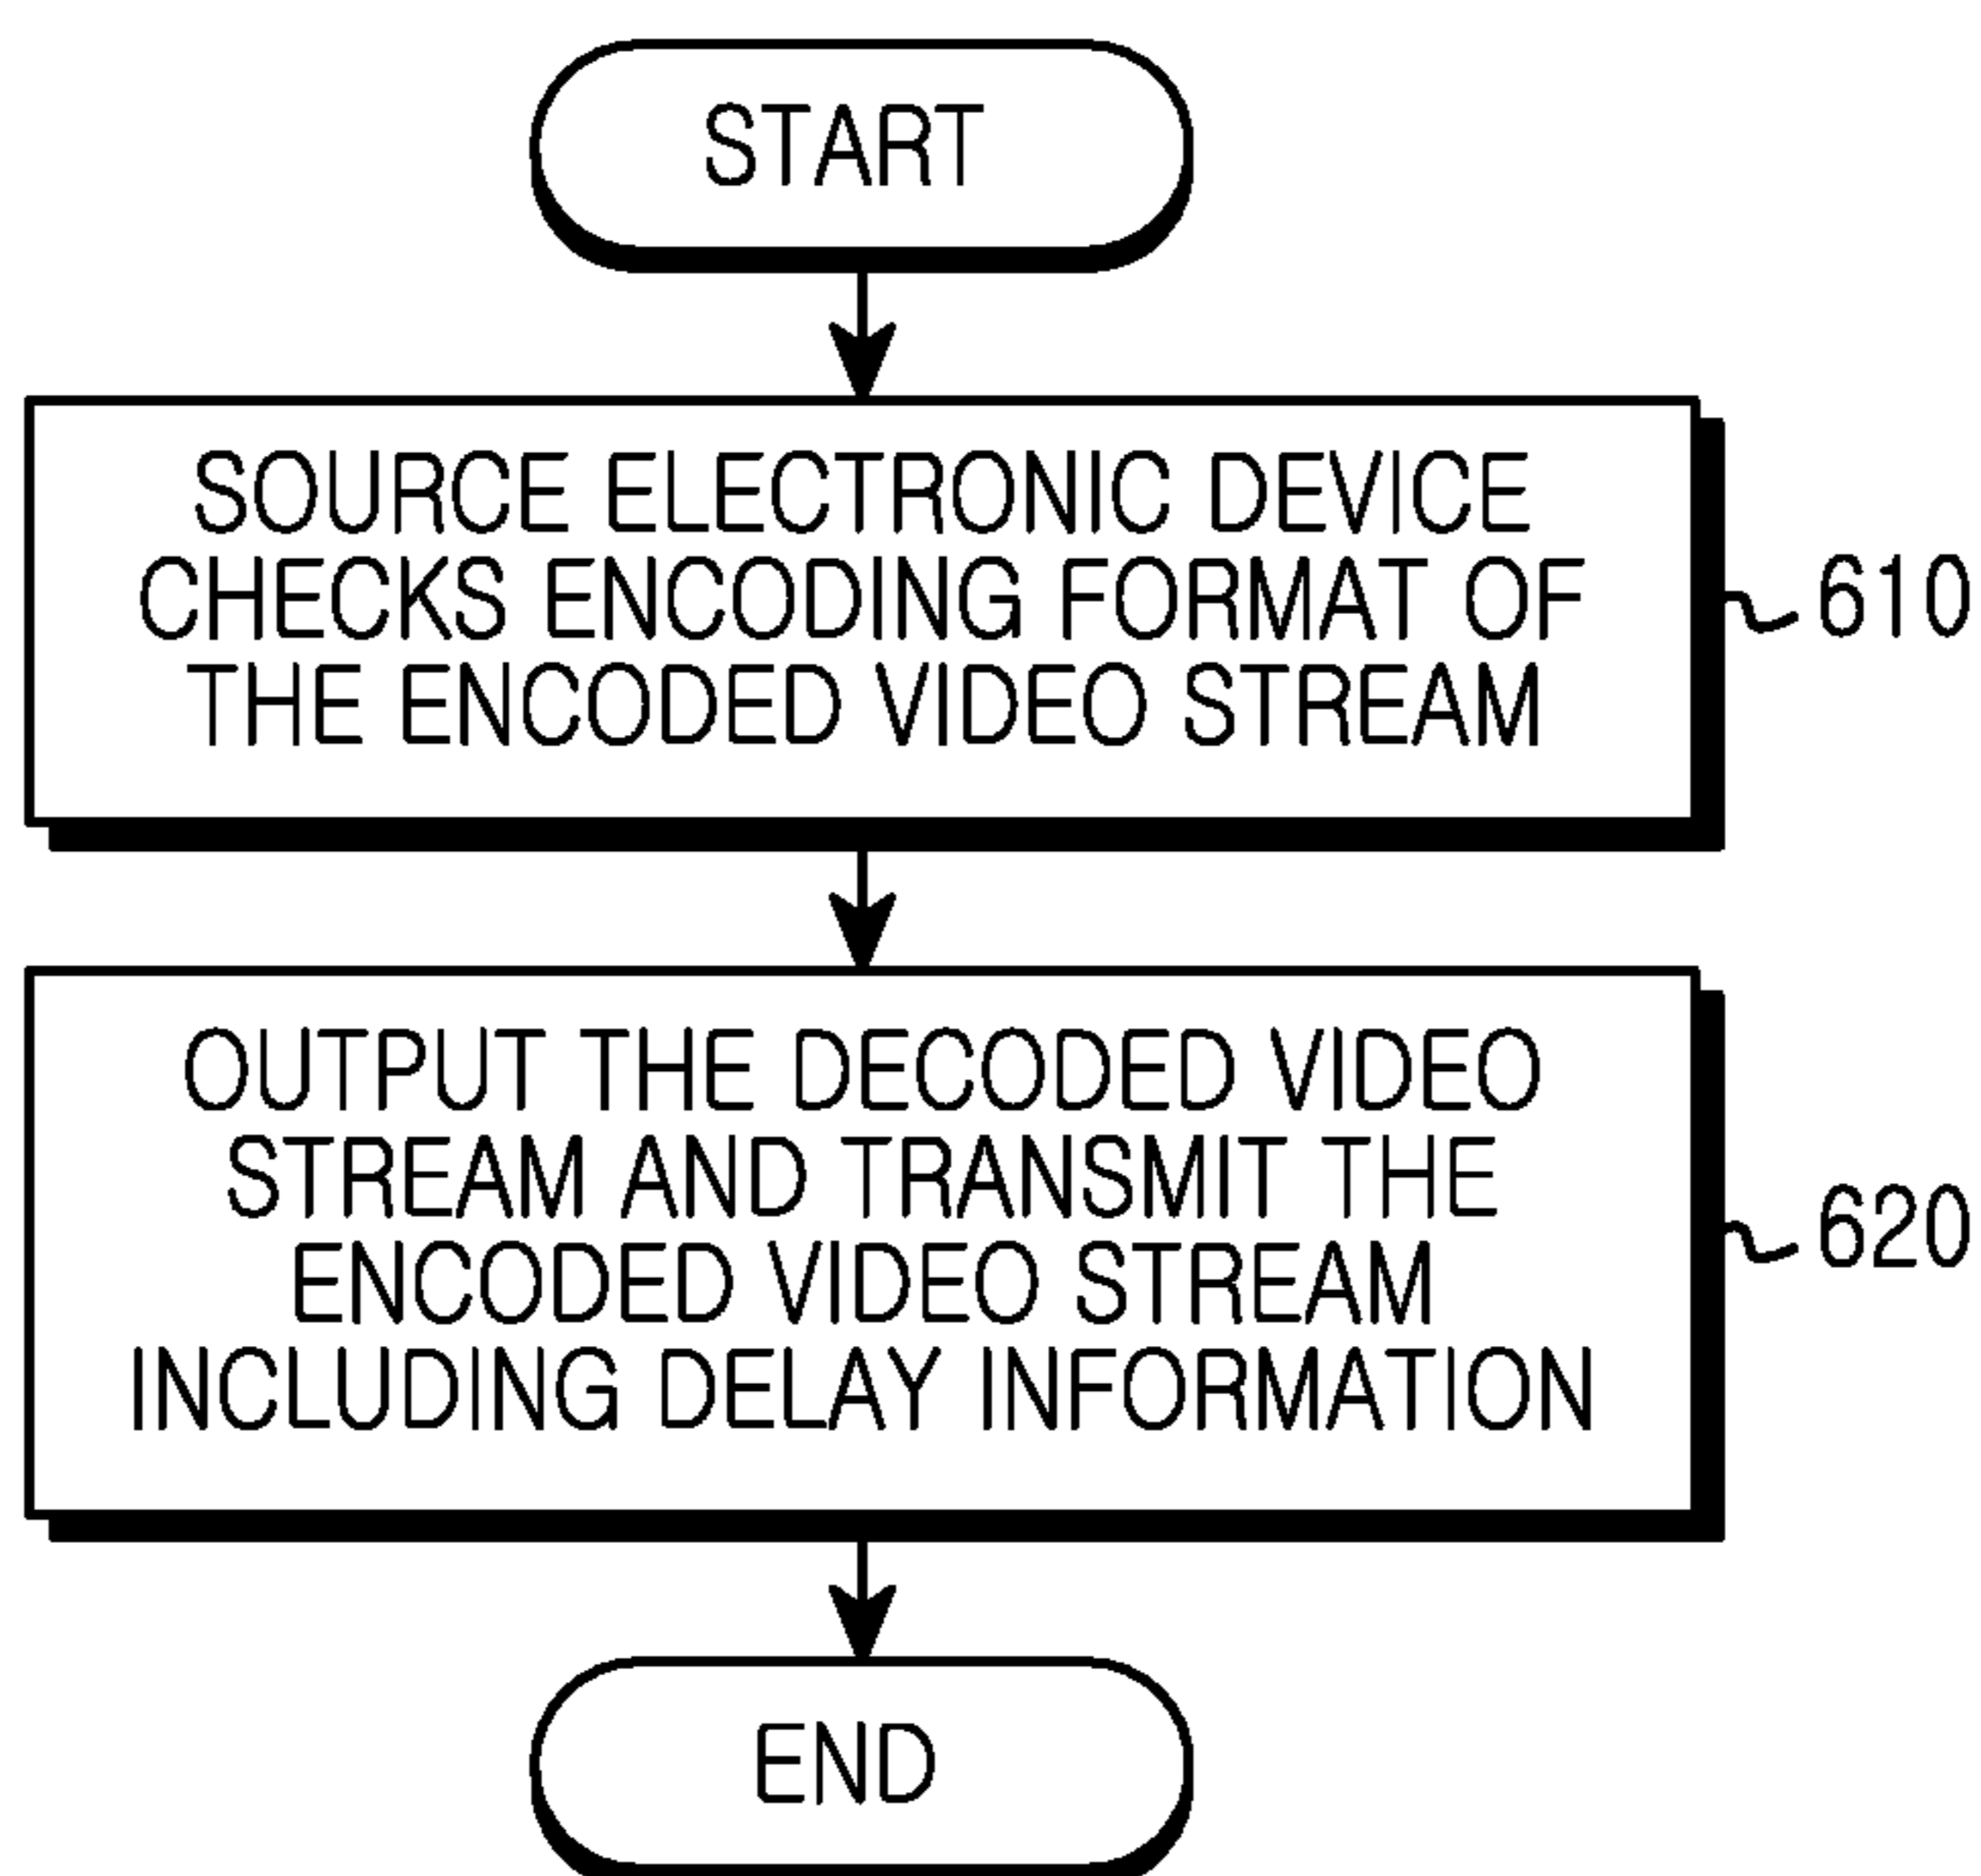 START
SOURCE ELECTRONIC DEVICE
CHECKS ENCODING FORMAT OF
THE ENCODED VIDEO STREAM
610
OUTPUT THE DECODED VIDEO
STREAM AND TRANSMIT THE
ENCODED VIDEO STREAM
INCLUDING DELAY INFORMATION
620
END